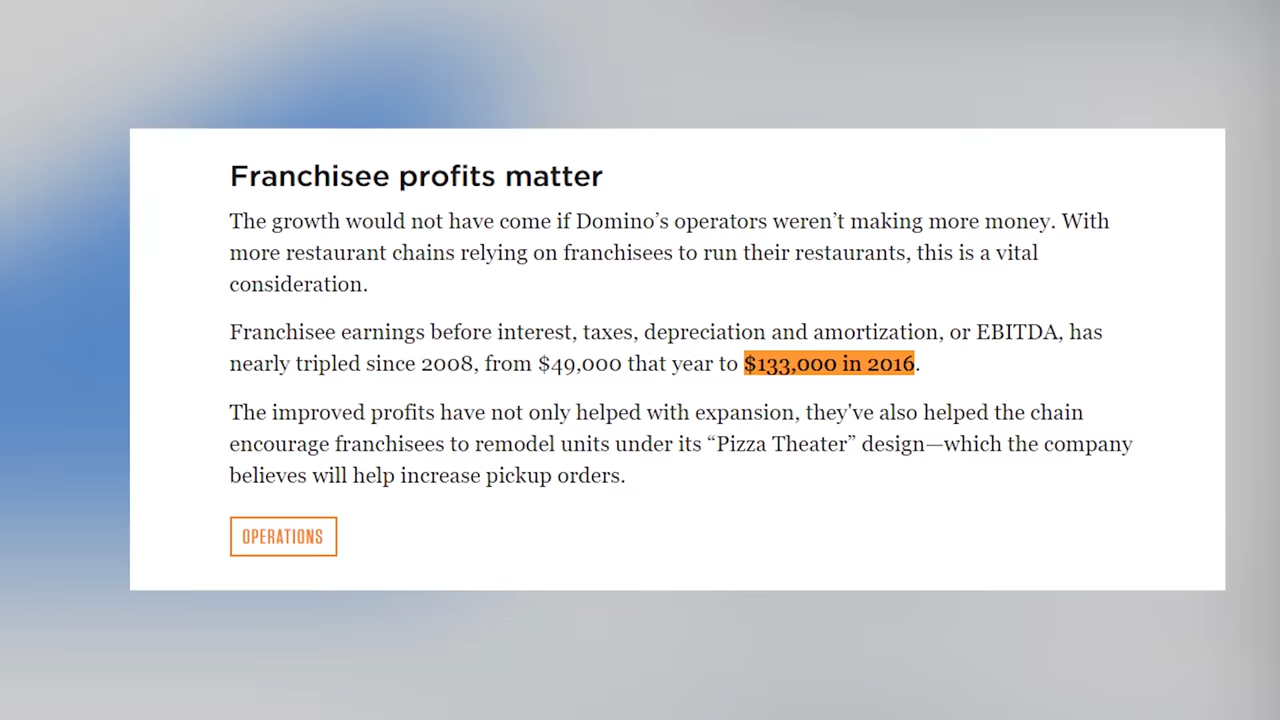 Franchisee profits matter
The growth would not have come if Domino’s operators weren’t making more money. With
more restaurant chains relying on franchisees to run their restaurants, this is a vital
consideration.
Franchisee earnings before interest, taxes, depreciation and amortization, or EBITDA, has
nearly tripled since 2008, from $49,000 that year to $133,000 in 2016.
The improved profits have not only helped with expansion, they've also helped the chain
encourage franchisees to remodel units under its “Pizza Theater” design—which the company
believes will help increase pickup orders.
OPERATIONS